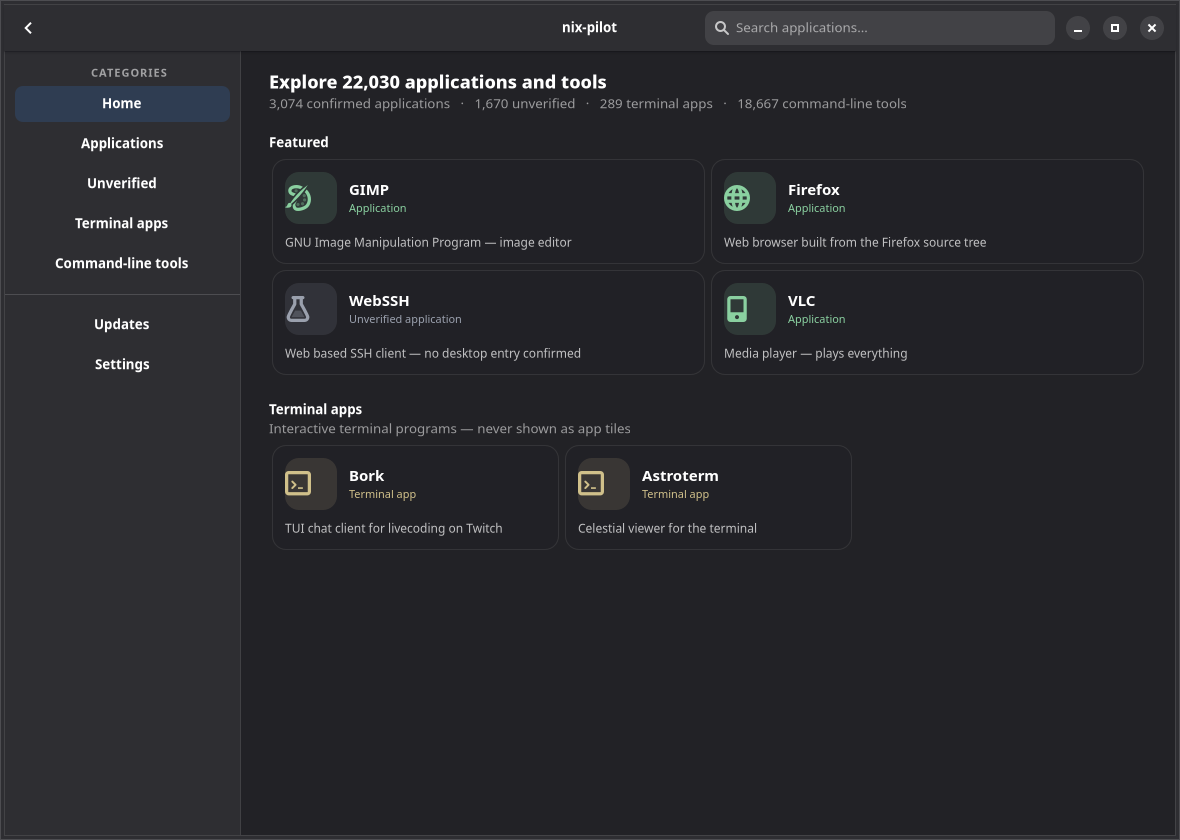 nix-pilot
Search applications...
CATEGORIES
Home
Applications
Unverified
Terminal apps
Command-line tools
Updates
Settings
Explore 22,030 applications and tools
3,074 confirmed applications · 1,670 unverified · 289 terminal apps · 18,667 command-line tools
Featured
GIMP
Application
GNU Image Manipulation Program — image editor
Firefox
Application
Web browser built from the Firefox source tree
WebSSH
Unverified application
Web based SSH client — no desktop entry confirmed
VLC
Application
Media player — plays everything
Terminal apps
Interactive terminal programs — never shown as app tiles
Bork
Terminal app
TUI chat client for livecoding on Twitch
Astroterm
Terminal app
Celestial viewer for the terminal